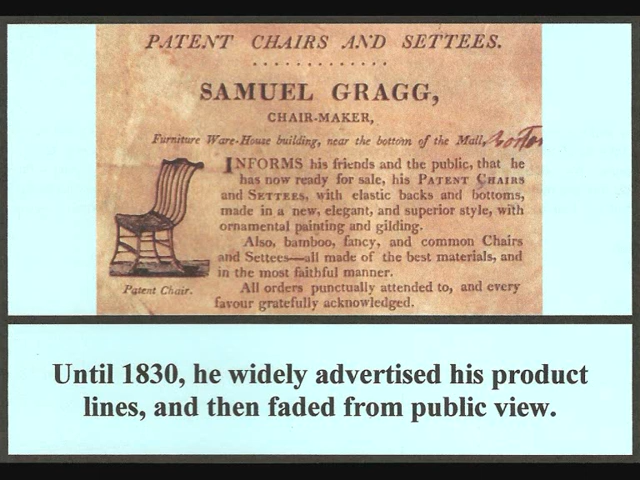 PATENT CHAIRS AND SETTEES.
SAMUEL GRAGG,
CHAIR-MAKER,
Furniture Ware-House building, near the bottom of the Mall, Boston
INFORMS his friends and the public, that he
has now ready for sale, his PATENT CHAIRS
and SETTEES, with elastic backs and bottoms,
made in a new, elegant, and superior style, with
ornamental painting and gilding.
Also, bamboo, fancy, and common Chairs
and Settees—all made of the best materials, and
in the most faithful manner.
All orders punctually attended to, and every
favour gratefully acknowledged.
Patent Chair.
Until 1830, he widely advertised his product
lines, and then faded from public view.